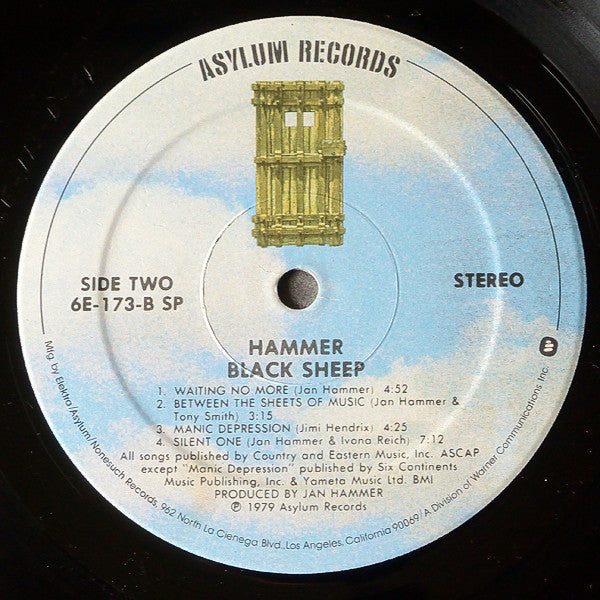 ASYLUM RECORDS
SIDE TWO
6E-173-B SP
STEREO
HAMMER
BLACK SHEEP
1. WAITING NO MORE (Jan Hammer) 4:52
2. BETWEEN THE SHEETS OF MUSIC (Jan Hammer &
Tony Smith) 3:15
3. MANIC DEPRESSION (Jimi Hendrix) 4:25
4. SILENT ONE (Jan Hammer & Ivona Reich) 7:12
All songs published by Country and Eastern Music, Inc. ASCAP
except "Manic Depression" published by Six Continents
Music Publishing, Inc. & Yameta Music Ltd. BMI
PRODUCED BY JAN HAMMER
℗ 1979 Asylum Records
Mfg. by Elektra/Asylum/Nonesuch Records, 962 North La Cienega Blvd., Los Angeles, California 90069/A Division of Warner Communications Inc.